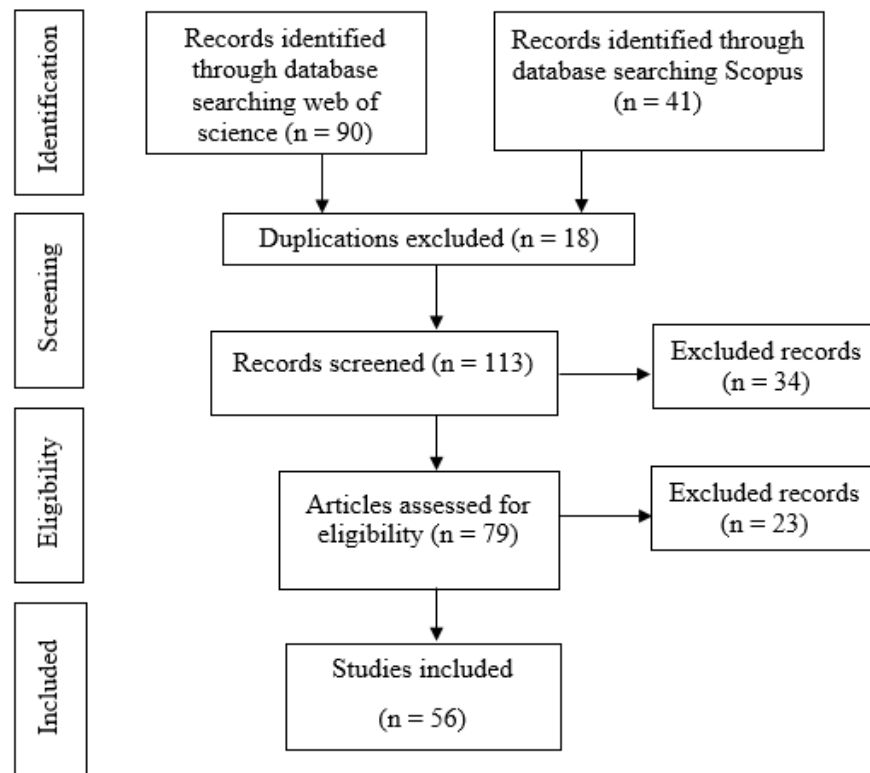 Identification
Records identified
through database
searching web of
science (n = 90)
Records identified through
database searching Scopus
(n = 41)
Screening
Duplications excluded (n = 18)
Records screened (n = 113)
Excluded records
(n = 34)
Eligibility
Articles assessed for
eligibility (n = 79)
Excluded records
(n = 23)
Included
Studies included
(n = 56)